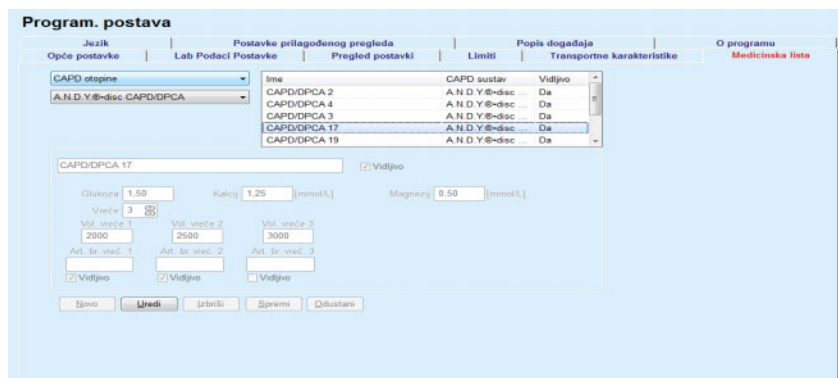 Program. postava
Jezik | Postavke prilagođenog pregleda | Popis događaja | O programu |
Opće postavke | Lab Podaci Postavke | Pregled postavki | Limiti | Transportne karakteristike | Medicinska lista
CAPD otopine
A.N.D.Y.®-disc CAPD/DPCA
Ime CAPD sustav Vidljivo
CAPD/DPCA 2 A.N.D.Y.®-disc ... Da
CAPD/DPCA 4 A.N.D.Y.®-disc ... Da
CAPD/DPCA 3 A.N.D.Y.®-disc ... Da
CAPD/DPCA 17 A.N.D.Y.®-disc ... Da
CAPD/DPCA 19 A.N.D.Y.®-disc ... Da
CAPD/DPCA 17 Vidljivo
Glukoza 1,50 Kalcij 1,25 [mmol/L] Magnezij 0,50 [mmol/L]
Vreće 3
Vol. vreće 1 Vol. vreće 2 Vol. vreće 3
2000 2500 3000
Art. br. vreć. 1 Art. br. vreć. 2 Art. br. vreć. 3
Vidljivo Vidljivo Vidljivo
Novo Uredi Izbriši Spremi Odustani